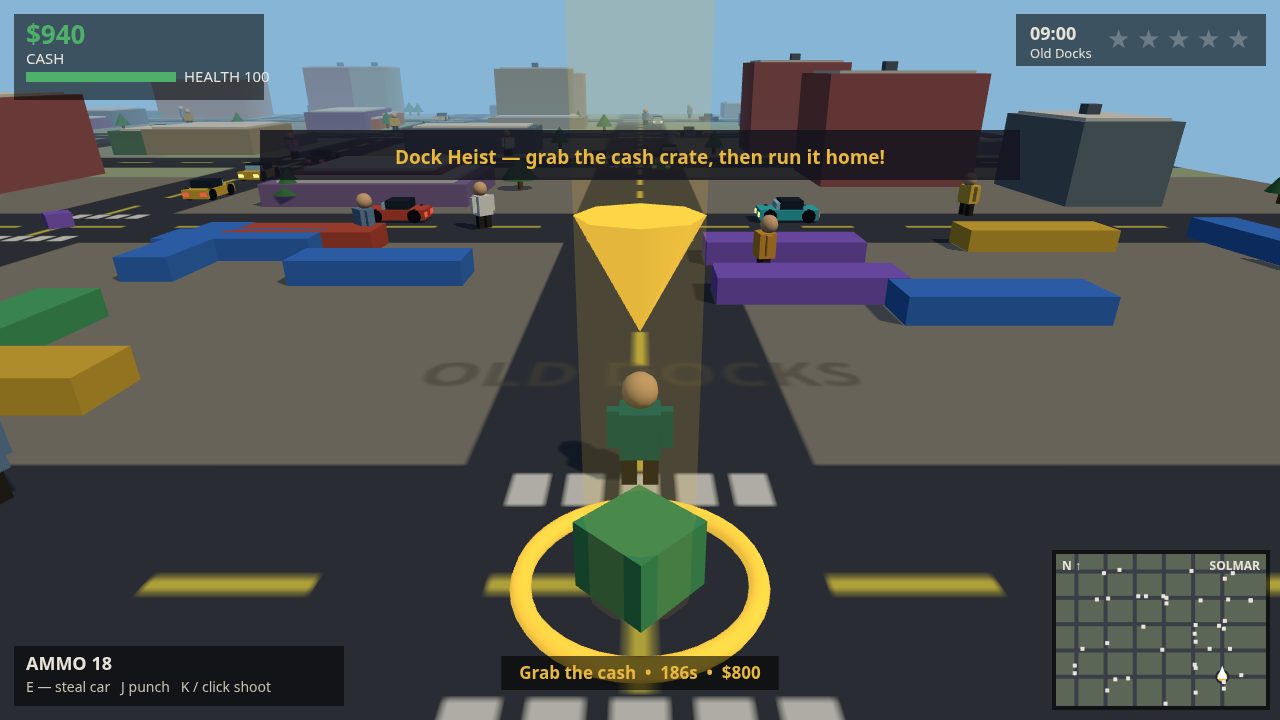 $940
CASH
HEALTH 100
09:00
Old Docks
Dock Heist — grab the cash crate, then run it home!
OLD DOCKS
N ↑ SOLMAR
AMMO 18
E — steal car J punch K / click shoot
Grab the cash • 186s • $800